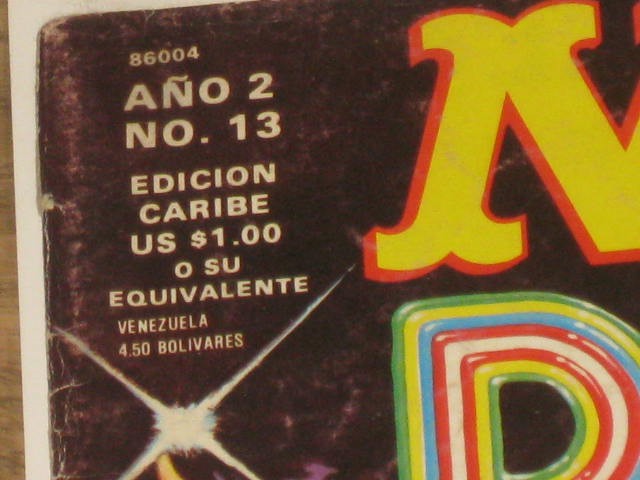 86004
AÑO 2
NO. 13
EDICION
CARIBE
US $1.00
O SU
EQUIVALENTE
VENEZUELA
4.50 BOLIVARES
M
D